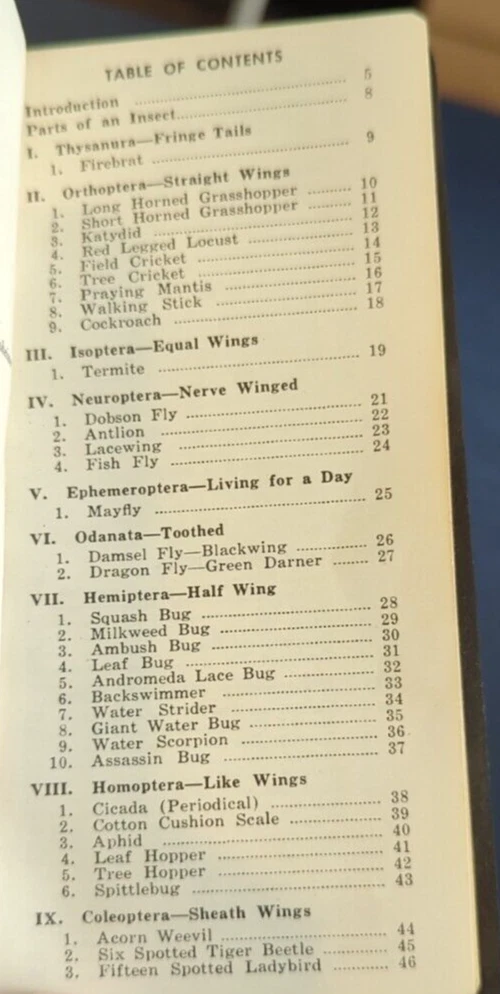 TABLE OF CONTENTS
Introduction ........ 5
Parts of an Insect ........ 8
I. Thysanura—Fringe Tails
1. Firebrat ........ 9
II. Orthoptera—Straight Wings
1. Long Horned Grasshopper ........ 10
2. Short Horned Grasshopper ........ 11
3. Katydid ........ 12
4. Red Legged Locust ........ 13
5. Field Cricket ........ 14
6. Tree Cricket ........ 15
7. Praying Mantis ........ 16
8. Walking Stick ........ 17
9. Cockroach ........ 18
III. Isoptera—Equal Wings
1. Termite ........ 19
IV. Neuroptera—Nerve Winged
1. Dobson Fly ........ 21
2. Antlion ........ 22
3. Lacewing ........ 23
4. Fish Fly ........ 24
V. Ephemeroptera—Living for a Day
1. Mayfly ........ 25
VI. Odanata—Toothed
1. Damsel Fly—Blackwing ........ 26
2. Dragon Fly—Green Darner ........ 27
VII. Hemiptera—Half Wing
1. Squash Bug ........ 28
2. Milkweed Bug ........ 29
3. Ambush Bug ........ 30
4. Leaf Bug ........ 31
5. Andromeda Lace Bug ........ 32
6. Backswimmer ........ 33
7. Water Strider ........ 34
8. Giant Water Bug ........ 35
9. Water Scorpion ........ 36
10. Assassin Bug ........ 37
VIII. Homoptera—Like Wings
1. Cicada (Periodical) ........ 38
2. Cotton Cushion Scale ........ 39
3. Aphid ........ 40
4. Leaf Hopper ........ 41
5. Tree Hopper ........ 42
6. Spittlebug ........ 43
IX. Coleoptera—Sheath Wings
1. Acorn Weevil ........ 44
2. Six Spotted Tiger Beetle ........ 45
3. Fifteen Spotted Ladybird ........ 46